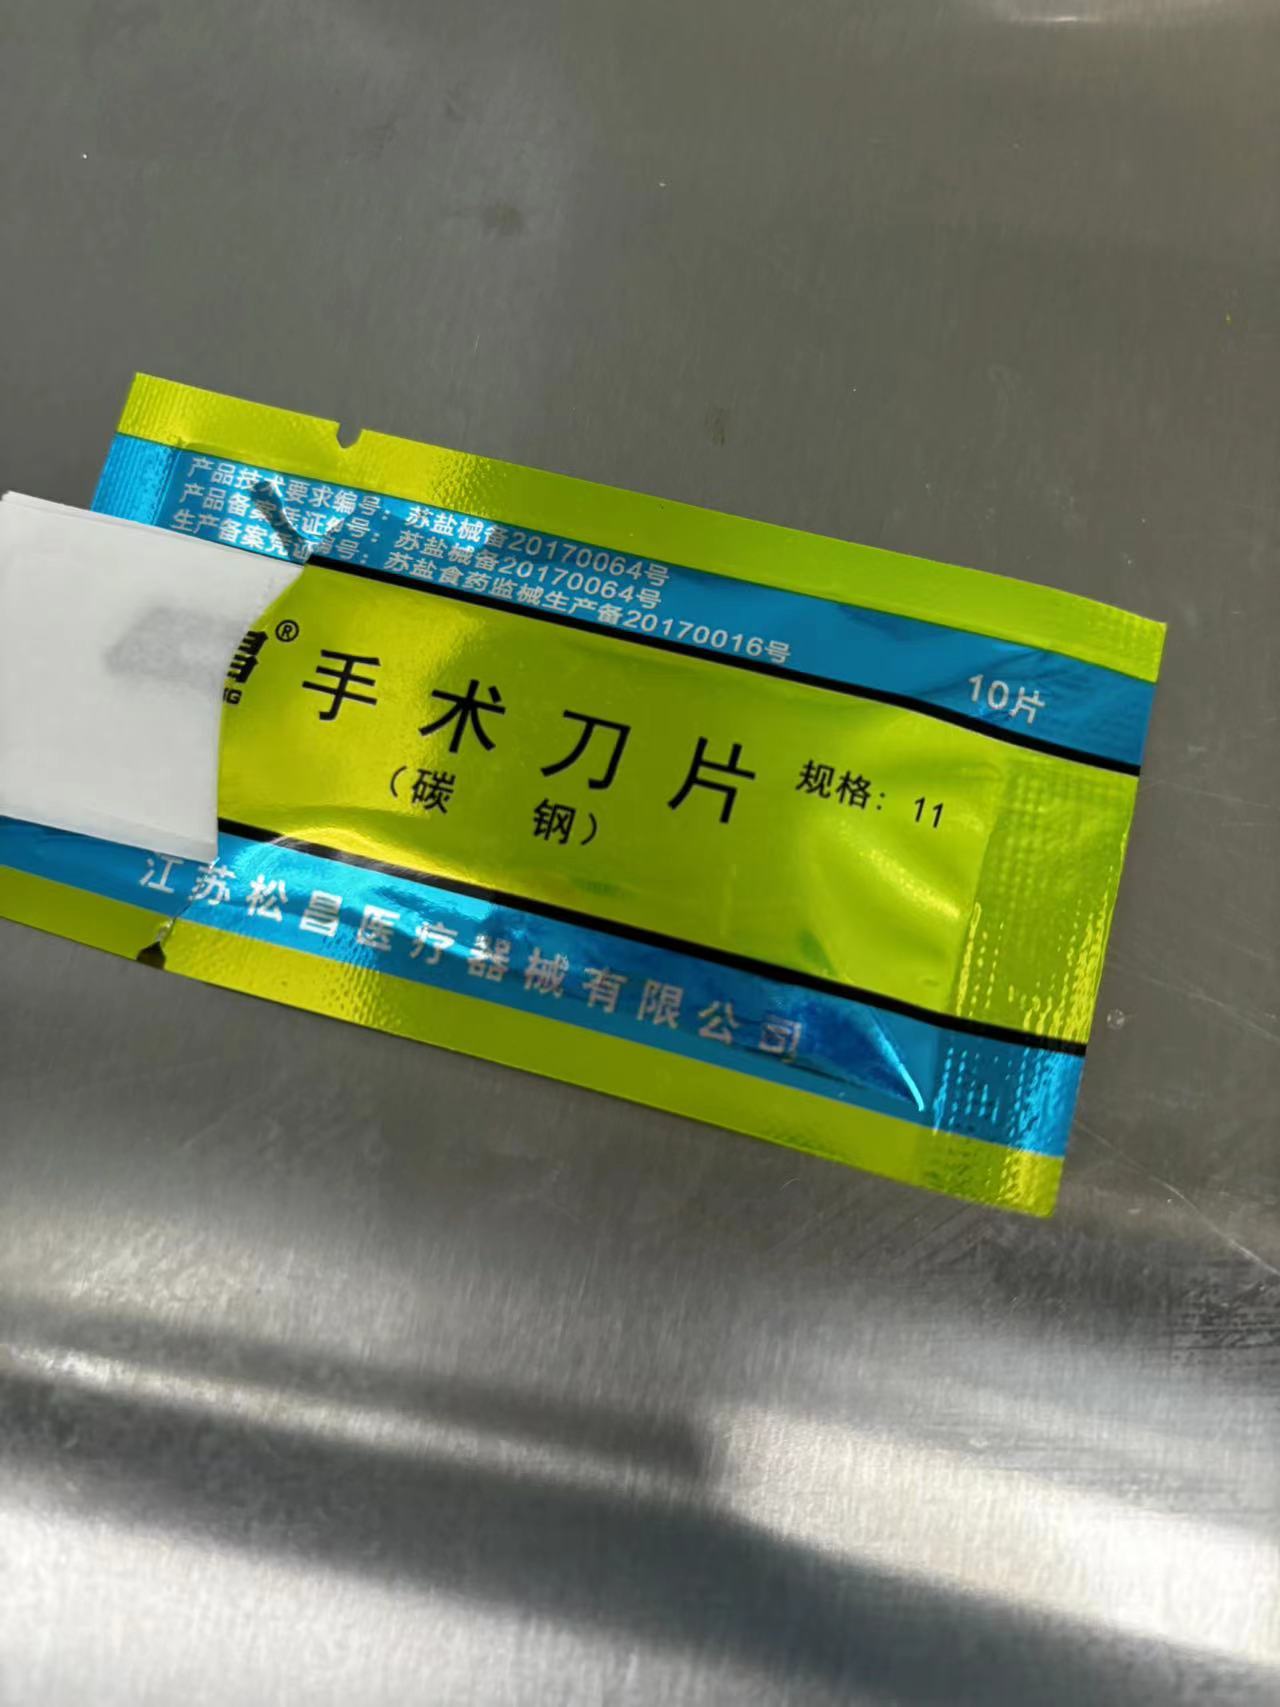 产品技术要求编号：苏盐械备20170064号
产品备案凭证编号：苏盐械备20170064号
生产备案凭证编号：苏盐食药监械生产备20170016号
10片
昌®
手术刀片
规格：11
（碳钢）
江苏松昌医疗器械有限公司